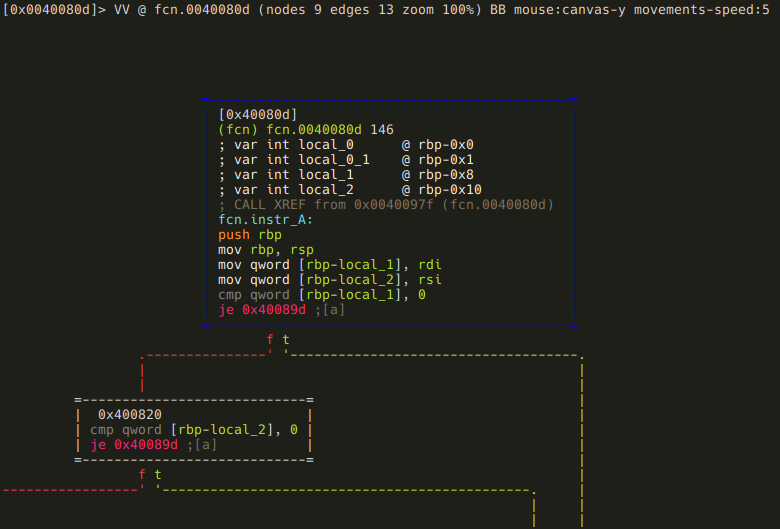 [0x0040080d]> VV @ fcn.0040080d (nodes 9 edges 13 zoom 100%) BB mouse:canvas-y movements-speed:5
[0x40080d]
(fcn) fcn.0040080d 146
; var int local_0 @ rbp-0x0
; var int local_0_1 @ rbp-0x1
; var int local_1 @ rbp-0x8
; var int local_2 @ rbp-0x10
; CALL XREF from 0x0040097f (fcn.0040080d)
fcn.instr_A:
push rbp
mov rbp, rsp
mov qword [rbp-local_1], rdi
mov qword [rbp-local_2], rsi
cmp qword [rbp-local_1], 0
je 0x40089d ;[a]
f t
0x400820
cmp qword [rbp-local_2], 0
je 0x40089d ;[a]
f t